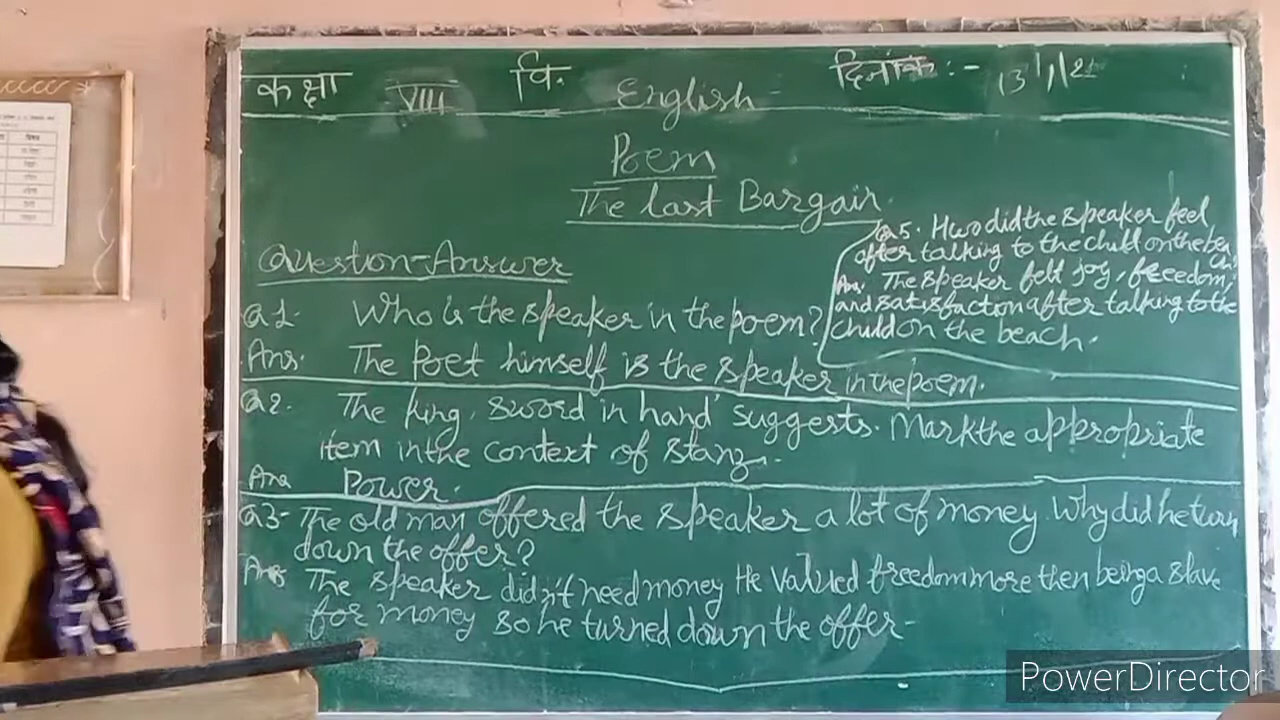 कक्षा VIII वि. English दिनांक :- 13/1/21
Poem
The last Bargain
Question-Answer
Q1- Who is the speaker in the poem?
Ans. The Poet himself is the speaker in the poem.
Q2. The king, sword in hand' suggests. Mark the appropriate
item in the context of stanza.
Ans Power.
Q3- The old man offered the speaker a lot of money. Why did he turn
down the offer?
Ans The speaker didn't need money He valued freedom more then being a slave
for money so he turned down the offer-
Q5. Hwo did the speaker feel
after talking to the child on the beach?
Ans. The speaker felt joy, freedom,
and satisfaction after talking to the
child on the beach.
PowerDirector